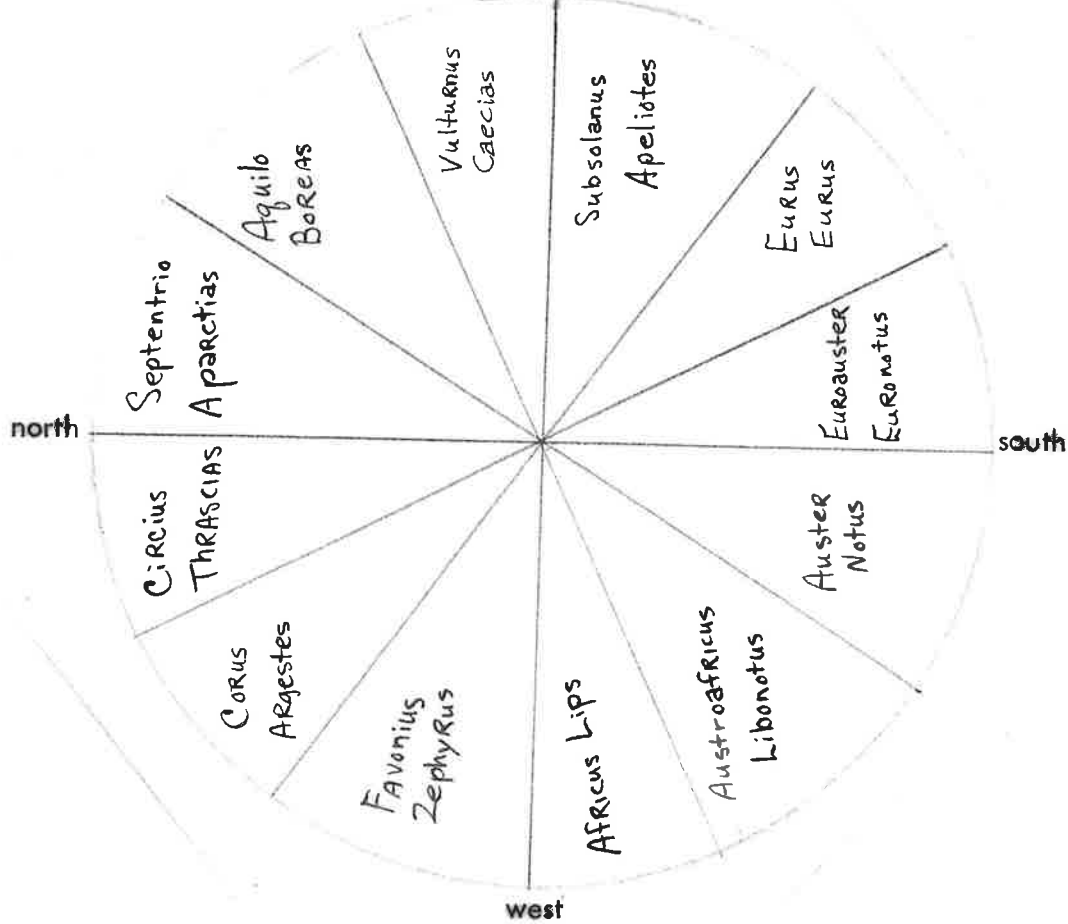 Vulturnus
Caecias
Subsolanus
Apeliotes
Aquilo
Boreas
Eurus
Eurus
Septentrio
Aparctias
Euroauster
Euronotus
north
south
Circius
Thrascias
Auster
Notus
Corus
Argestes
Favonius
Zephyrus
Africus Lips
Austroafricus
Libonotus
west